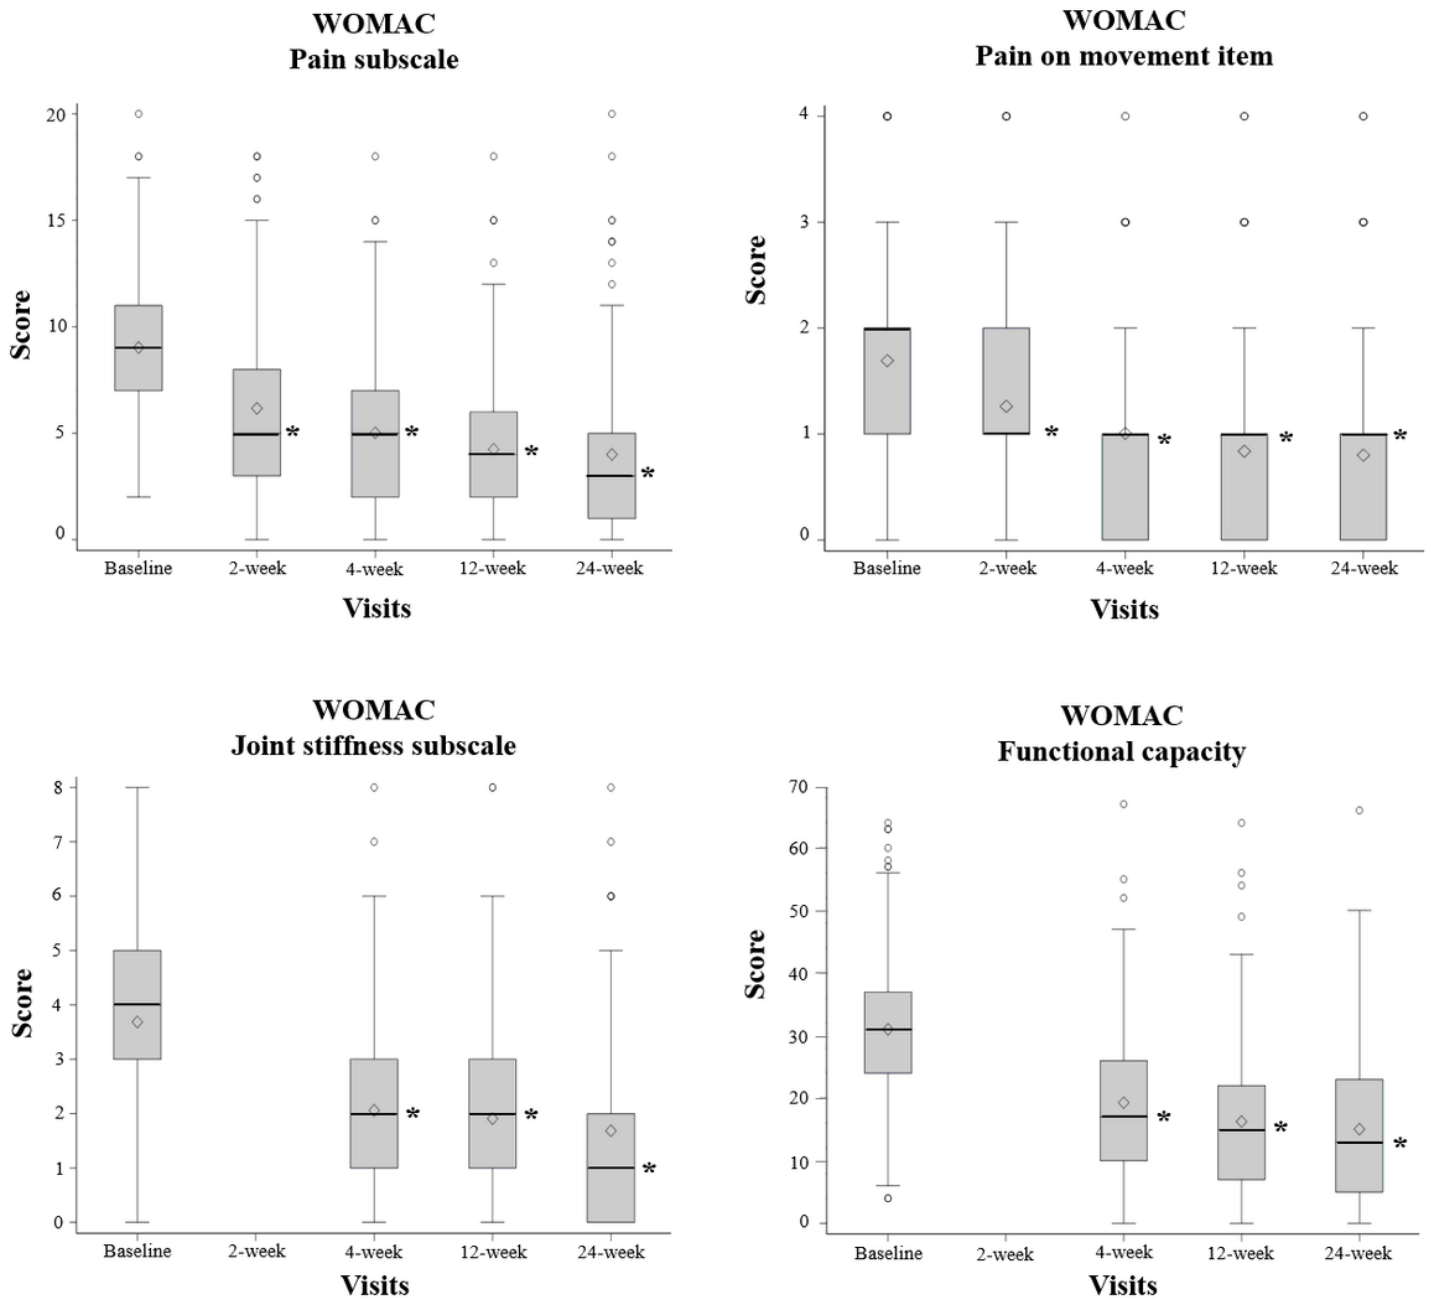 WOMAC
Pain subscale
Score
20
15
10
5
0
*
*
*
*
Baseline 2-week 4-week 12-week 24-week
Visits
WOMAC
Pain on movement item
Score
4
3
2
1
0
*
*
*
*
Baseline 2-week 4-week 12-week 24-week
Visits
WOMAC
Joint stiffness subscale
Score
8
7
6
5
4
3
2
1
0
*
*
*
Baseline 2-week 4-week 12-week 24-week
Visits
WOMAC
Functional capacity
Score
70
60
50
40
30
20
10
0
*
*
*
Baseline 2-week 4-week 12-week 24-week
Visits